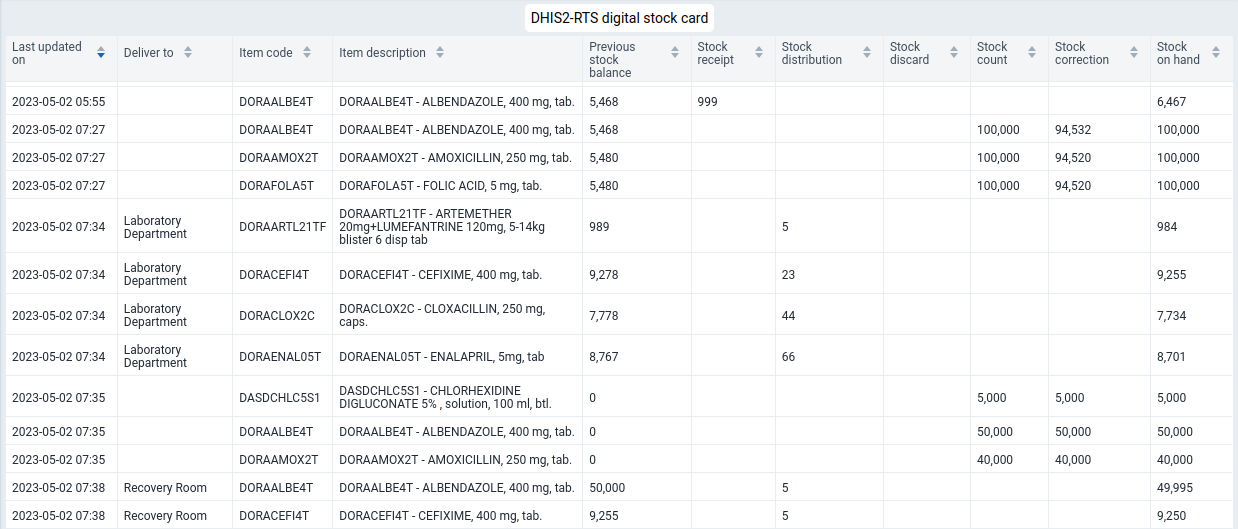 DHIS2-RTS digital stock card
Last updated on Deliver to Item code Item description Previous stock balance Stock receipt Stock distribution Stock discard Stock count Stock correction Stock on hand
2023-05-02 05:55 DORAALBE4T DORAALBE4T - ALBENDAZOLE, 400 mg, tab. 5,468 999 6,467
2023-05-02 07:27 DORAALBE4T DORAALBE4T - ALBENDAZOLE, 400 mg, tab. 5,468 100,000 94,532 100,000
2023-05-02 07:27 DORAAMOX2T DORAAMOX2T - AMOXICILLIN, 250 mg, tab. 5,480 100,000 94,520 100,000
2023-05-02 07:27 DORAFOLA5T DORAFOLA5T - FOLIC ACID, 5 mg, tab. 5,480 100,000 94,520 100,000
2023-05-02 07:34 Laboratory Department DORAARTL21TF DORAARTL21TF - ARTEMETHER 20mg+LUMEFANTRINE 120mg, 5-14kg blister 6 disp tab 989 5 984
2023-05-02 07:34 Laboratory Department DORACEFI4T DORACEFI4T - CEFIXIME, 400 mg, tab. 9,278 23 9,255
2023-05-02 07:34 Laboratory Department DORACLOX2C DORACLOX2C - CLOXACILLIN, 250 mg, caps. 7,778 44 7,734
2023-05-02 07:34 Laboratory Department DORAENAL05T DORAENAL05T - ENALAPRIL, 5mg, tab 8,767 66 8,701
2023-05-02 07:35 DASDCHLC5S1 DASDCHLC5S1 - CHLORHEXIDINE DIGLUCONATE 5% , solution, 100 ml, btl. 0 5,000 5,000 5,000
2023-05-02 07:35 DORAALBE4T DORAALBE4T - ALBENDAZOLE, 400 mg, tab. 0 50,000 50,000 50,000
2023-05-02 07:35 DORAAMOX2T DORAAMOX2T - AMOXICILLIN, 250 mg, tab. 0 40,000 40,000 40,000
2023-05-02 07:38 Recovery Room DORAALBE4T DORAALBE4T - ALBENDAZOLE, 400 mg, tab. 50,000 5 49,995
2023-05-02 07:38 Recovery Room DORACEFI4T DORACEFI4T - CEFIXIME, 400 mg, tab. 9,255 5 9,250